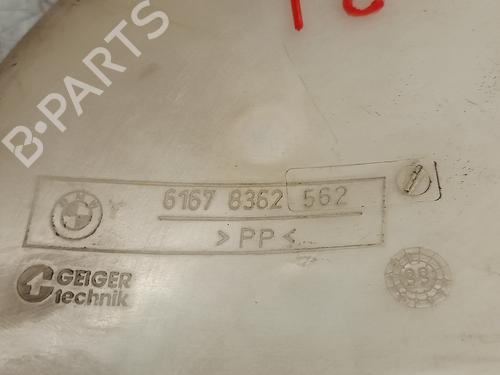 B-PARTS
6167 8362 562
>PP<
GEIGER
technik
98